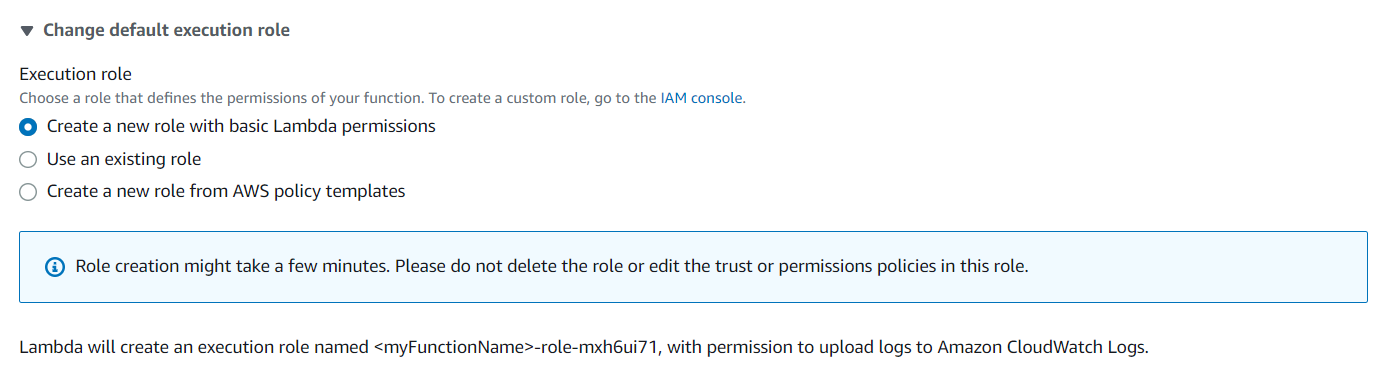 Change default execution role
Execution role
Choose a role that defines the permissions of your function. To create a custom role, go to the IAM console.
Create a new role with basic Lambda permissions
Use an existing role
Create a new role from AWS policy templates
Role creation might take a few minutes. Please do not delete the role or edit the trust or permissions policies in this role.
Lambda will create an execution role named <myFunctionName>-role-mxh6ui71, with permission to upload logs to Amazon CloudWatch Logs.